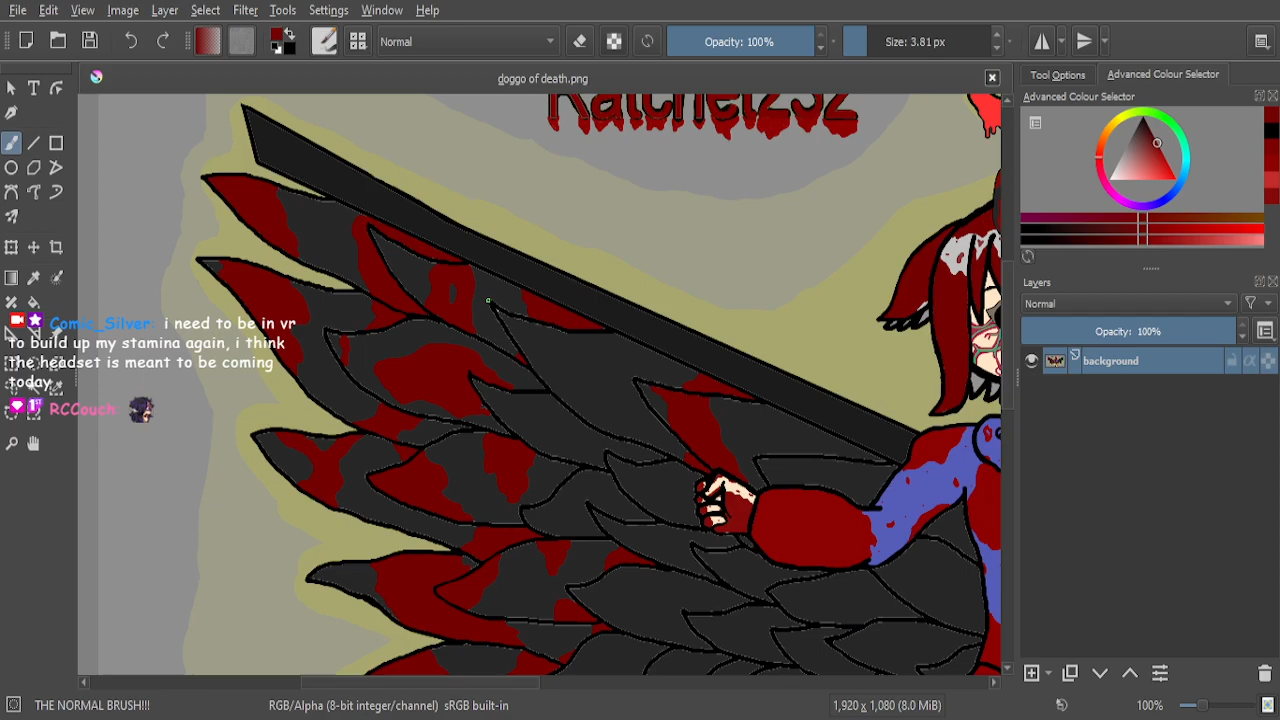 File Edit View Image Layer Select Filter Tools Settings Window Help
Normal Opacity: 100% Size: 3.81 px
doggo of death.png
Tool Options Advanced Colour Selector
Advanced Colour Selector
Ratchet232
Comic_Silver: i need to be in vr
to build up my stamina again, i think
the headset is meant to be coming
today
RCCouch
Layers
Normal
Opacity: 100%
background
THE NORMAL BRUSH!!! RGB/Alpha (8-bit integer/channel) sRGB built-in 1,920 x 1,080 (8.0 MiB) 100%